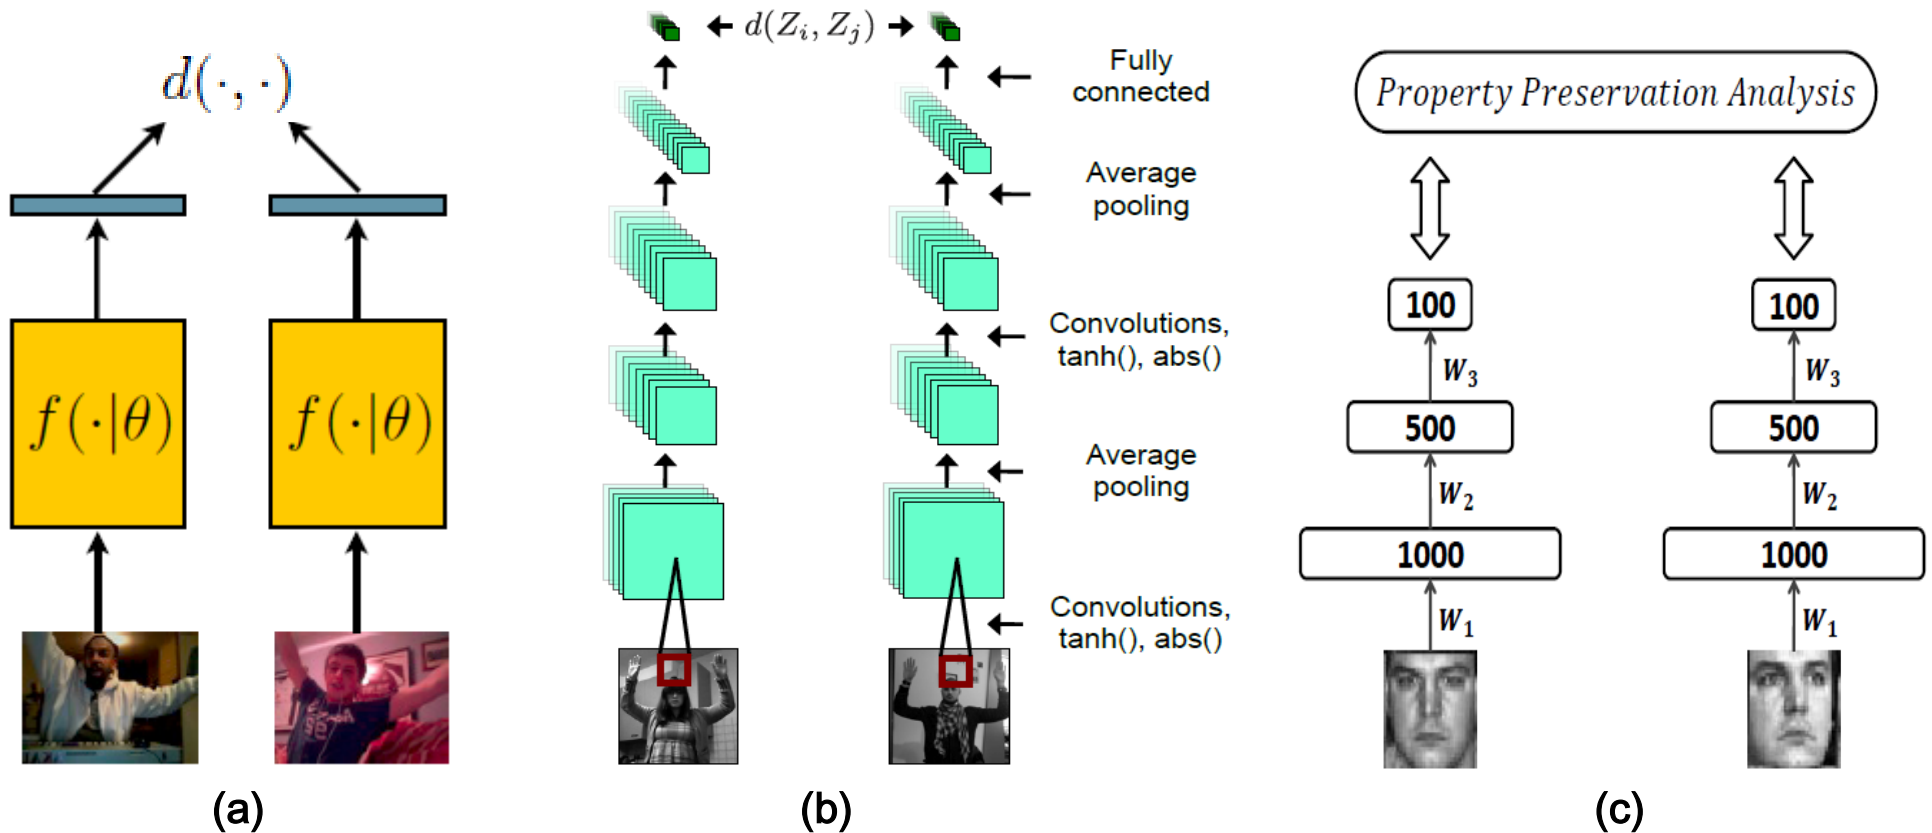 d(·, ·)
f(·|θ)
f(·|θ)
(a)
d(Z_i, Z_j)
Fully
connected
Average
pooling
Convolutions,
tanh(), abs()
Average
pooling
Convolutions,
tanh(), abs()
(b)
Property Preservation Analysis
100
100
W_3
W_3
500
500
W_2
W_2
1000
1000
W_1
W_1
(c)